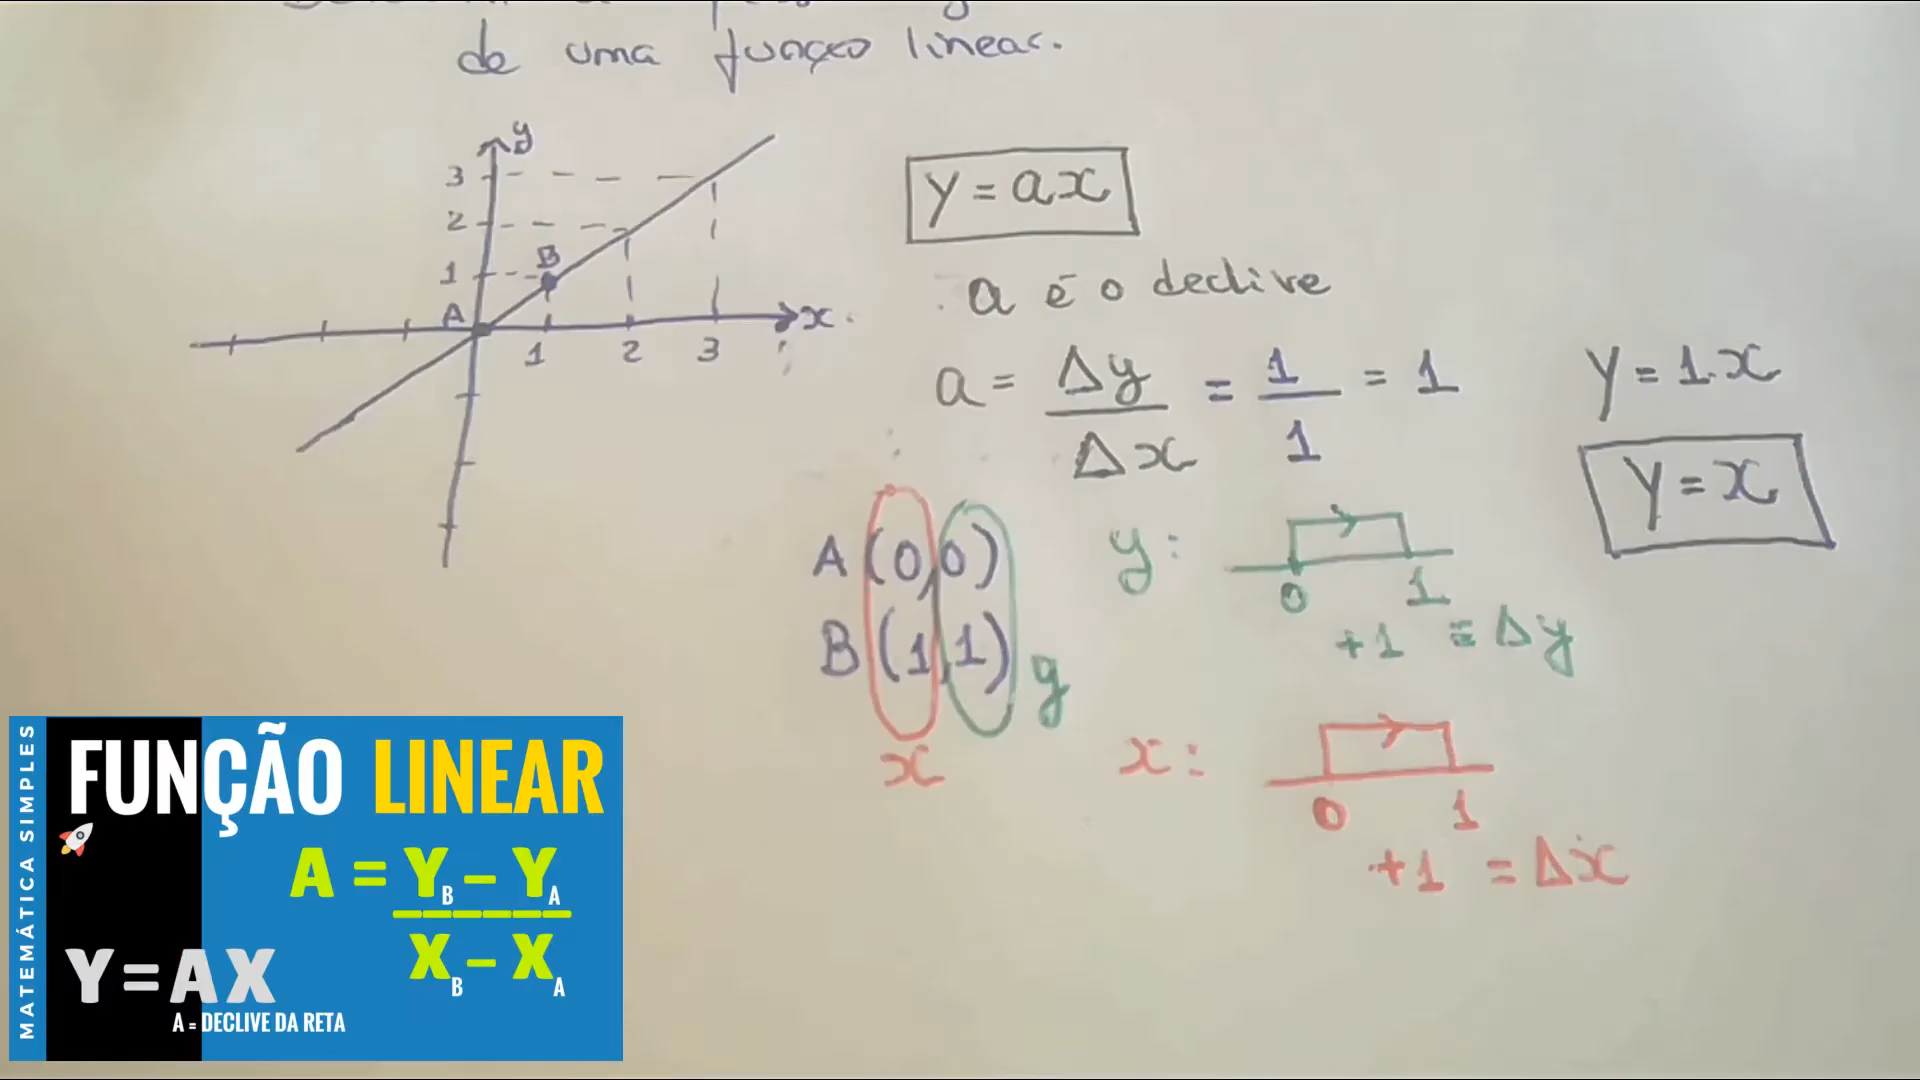 de uma função linear.
y
3
2
1
B
A
x
1 2 3
y = ax
a é o declive
a = Δy/Δx = 1/1 = 1
y = 1.x
y = x
A (0,0)
B (1,1)
x
y
y:
0 1
+1 = Δy
x:
0 1
+1 = Δx
MATEMÁTICA SIMPLES
FUNÇÃO LINEAR
A = YB - YA
XB - XA
Y=AX
A = DECLIVE DA RETA